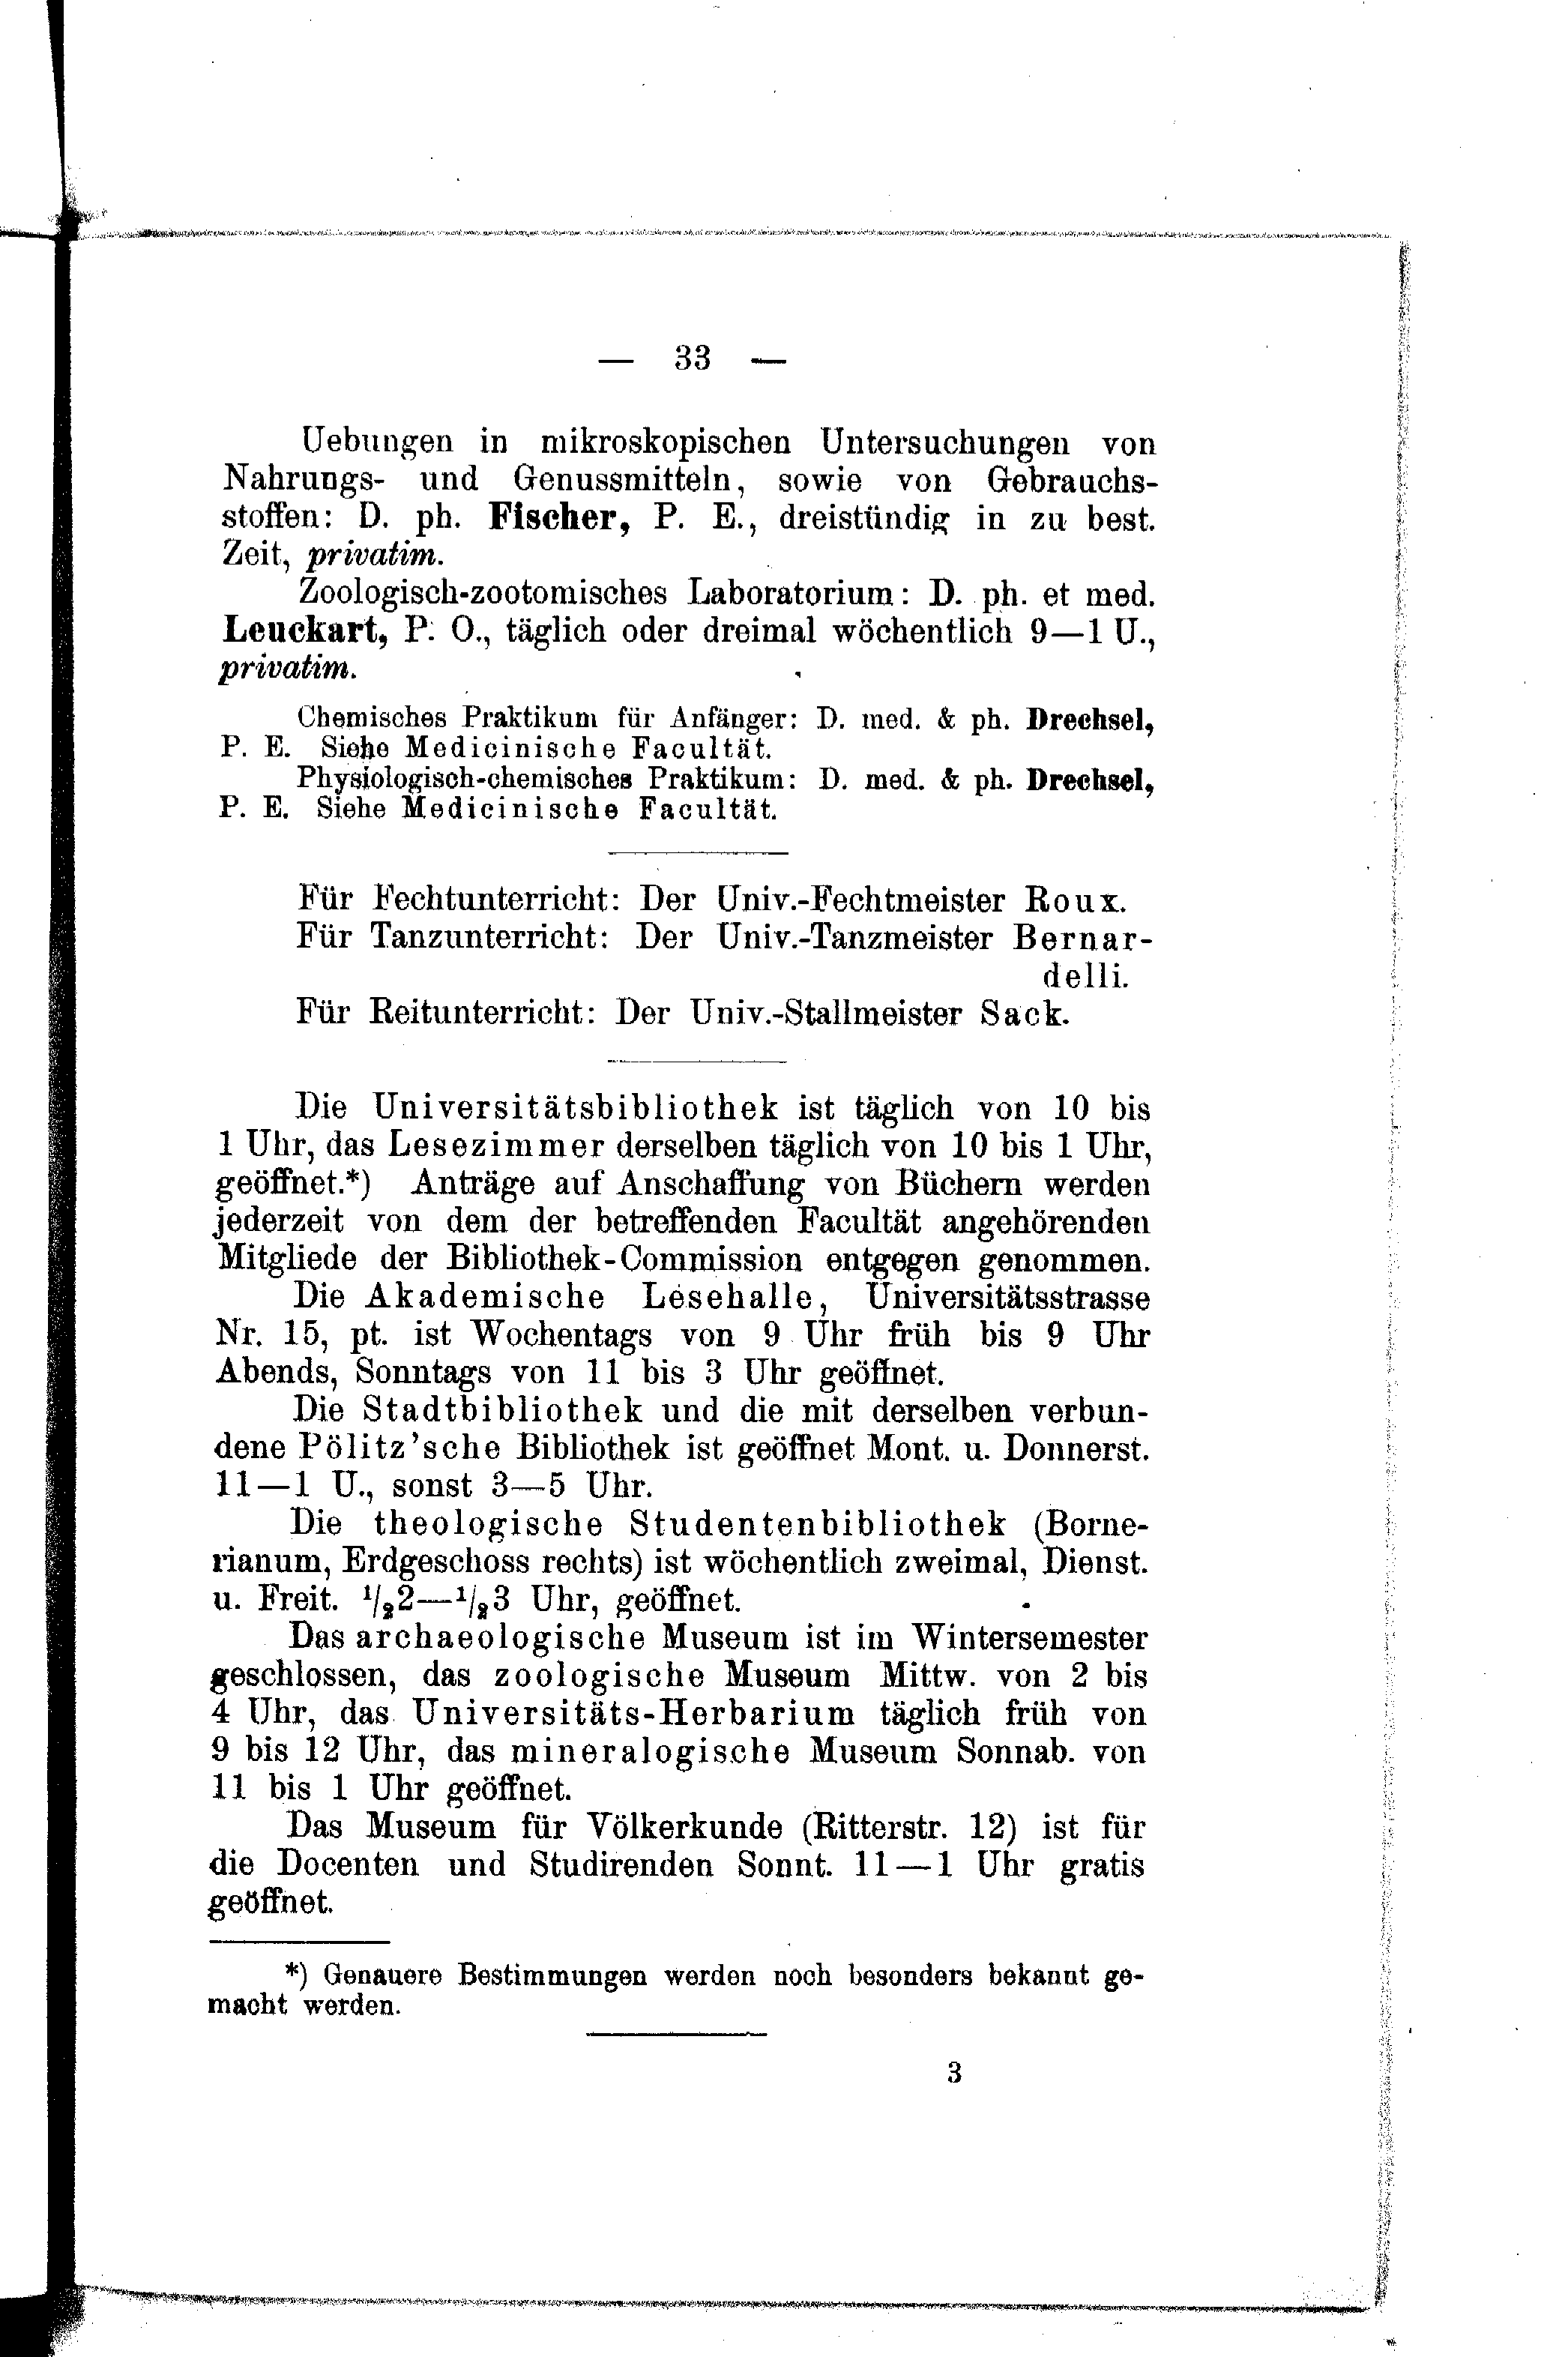 — 33 —
Uebungen in mikroskopischen Untersuchungen von
Nahrungs- und Genussmitteln, sowie von Gebrauchs-
stoffen: D. ph. Fischer, P. E., dreistündig in zu best.
Zeit, privatim.
Zoologisch-zootomisches Laboratorium: D. ph. et med.
Leuckart, P. O., täglich oder dreimal wöchentlich 9—1 U.,
privatim.
Chemisches Praktikum für Anfänger: D. med. & ph. Drechsel,
P. E. Siehe Medicinische Facultät.
Physiologisch-chemisches Praktikum: D. med. & ph. Drechsel,
P. E. Siehe Medicinische Facultät.
Für Fechtunterricht: Der Univ.-Fechtmeister Roux.
Für Tanzunterricht: Der Univ.-Tanzmeister Bernar-
delli.
Für Reitunterricht: Der Univ.-Stallmeister Sack.
Die Universitätsbibliothek ist täglich von 10 bis
1 Uhr, das Lesezimmer derselben täglich von 10 bis 1 Uhr,
geöffnet.*) Anträge auf Anschaffung von Büchern werden
jederzeit von dem der betreffenden Facultät angehörenden
Mitgliede der Bibliothek-Commission entgegen genommen.
Die Akademische Lesehalle, Universitätsstrasse
Nr. 15, pt. ist Wochentags von 9 Uhr früh bis 9 Uhr
Abends, Sonntags von 11 bis 3 Uhr geöffnet.
Die Stadtbibliothek und die mit derselben verbun-
dene Pölitz'sche Bibliothek ist geöffnet Mont. u. Donnerst.
11—1 U., sonst 3—5 Uhr.
Die theologische Studentenbibliothek (Borne-
rianum, Erdgeschoss rechts) ist wöchentlich zweimal, Dienst.
u. Freit. 1/2 2—1/2 3 Uhr, geöffnet.
Das archaeologische Museum ist im Wintersemester
geschlossen, das zoologische Museum Mittw. von 2 bis
4 Uhr, das Universitäts-Herbarium täglich früh von
9 bis 12 Uhr, das mineralogische Museum Sonnab. von
11 bis 1 Uhr geöffnet.
Das Museum für Völkerkunde (Ritterstr. 12) ist für
die Docenten und Studirenden Sonnt. 11—1 Uhr gratis
geöffnet.
*) Genauere Bestimmungen werden noch besonders bekannt ge-
macht werden.
3